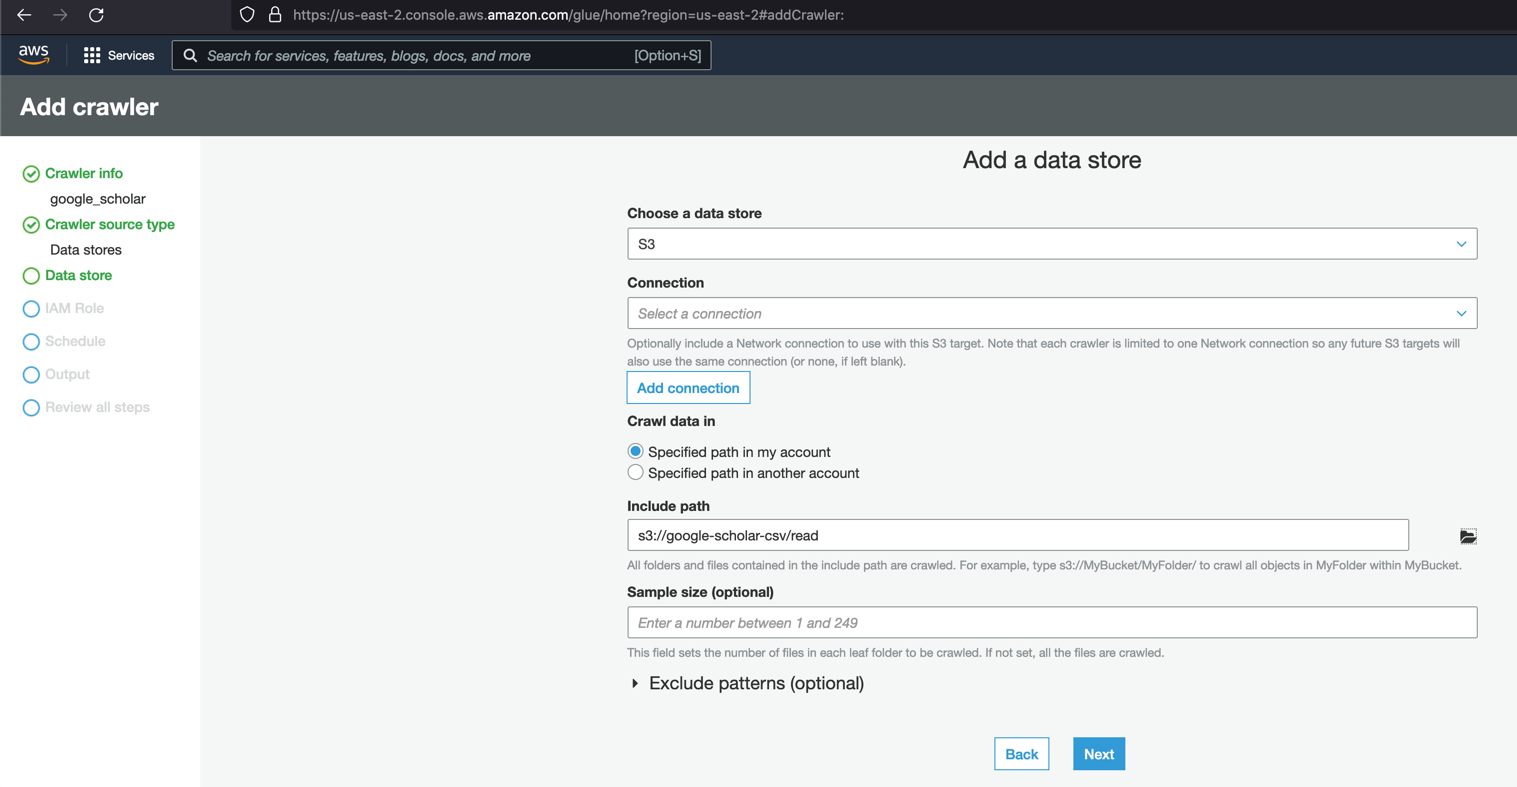 https://us-east-2.console.aws.amazon.com/glue/home?region=us-east-2#addCrawler:
aws
Services
Search for services, features, blogs, docs, and more
[Option+S]
Add crawler
Crawler info
google_scholar
Crawler source type
Data stores
Data store
IAM Role
Schedule
Output
Review all steps
Add a data store
Choose a data store
S3
Connection
Select a connection
Optionally include a Network connection to use with this S3 target. Note that each crawler is limited to one Network connection so any future S3 targets will
also use the same connection (or none, if left blank).
Add connection
Crawl data in
Specified path in my account
Specified path in another account
Include path
s3://google-scholar-csv/read
All folders and files contained in the include path are crawled. For example, type s3://MyBucket/MyFolder/ to crawl all objects in MyFolder within MyBucket.
Sample size (optional)
Enter a number between 1 and 249
This field sets the number of files in each leaf folder to be crawled. If not set, all the files are crawled.
Exclude patterns (optional)
Back
Next